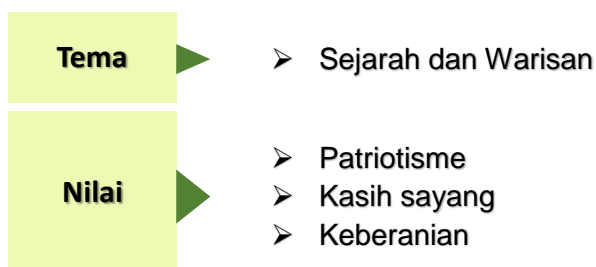 Tema
➢ Sejarah dan Warisan
Nilai
➢ Patriotisme
➢ Kasih sayang
➢ Keberanian